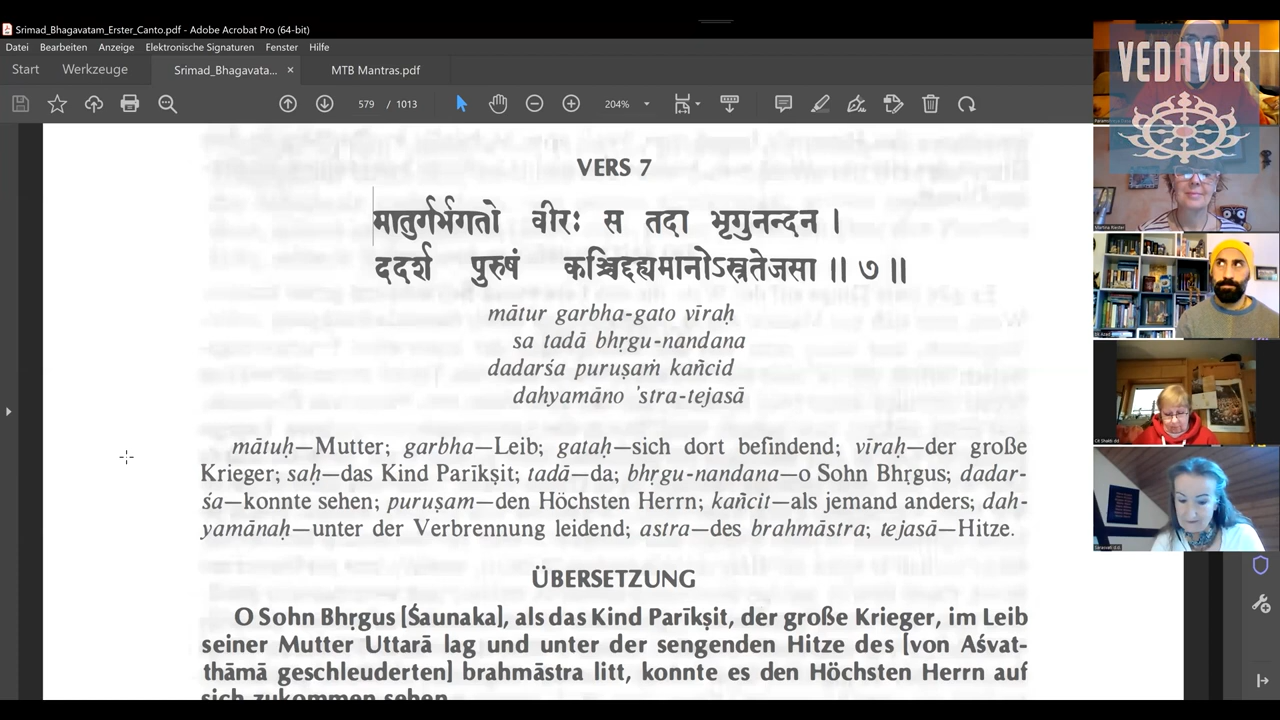 Srimad_Bhagavatam_Erster_Canto.pdf - Adobe Acrobat Pro (64-bit)
Datei Bearbeiten Anzeige Elektronische Signaturen Fenster Hilfe
Start Werkzeuge Srimad_Bhagavata... × MTB Mantras.pdf
579 / 1013 204%
VEDAVOX
VERS 7
मातुर्गर्भगतो वीरः स तदा भृगुनन्दन ।
ददर्श पुरुषं कञ्चिद्दह्यमानोऽस्त्रतेजसा ॥ ७ ॥
mātur garbha-gato vīraḥ
sa tadā bhṛgu-nandana
dadarśa puruṣaṁ kañcid
dahyamāno 'stra-tejasā
mātuḥ—Mutter; garbha—Leib; gataḥ—sich dort befindend; vīraḥ—der große
Krieger; saḥ—das Kind Parīkṣit; tadā—da; bhṛgu-nandana—o Sohn Bhṛgus; dadar-
śa—konnte sehen; puruṣam—den Höchsten Herrn; kañcit—als jemand anders; dah-
yamānaḥ—unter der Verbrennung leidend; astra—des brahmāstra; tejasā—Hitze.
ÜBERSETZUNG
O Sohn Bhṛgus [Śaunaka], als das Kind Parīkṣit, der große Krieger, im Leib
seiner Mutter Uttarā lag und unter der sengenden Hitze des [von Aśvat-
thāmā geschleuderten] brahmāstra litt, konnte es den Höchsten Herrn auf
sich zukommen sehen.